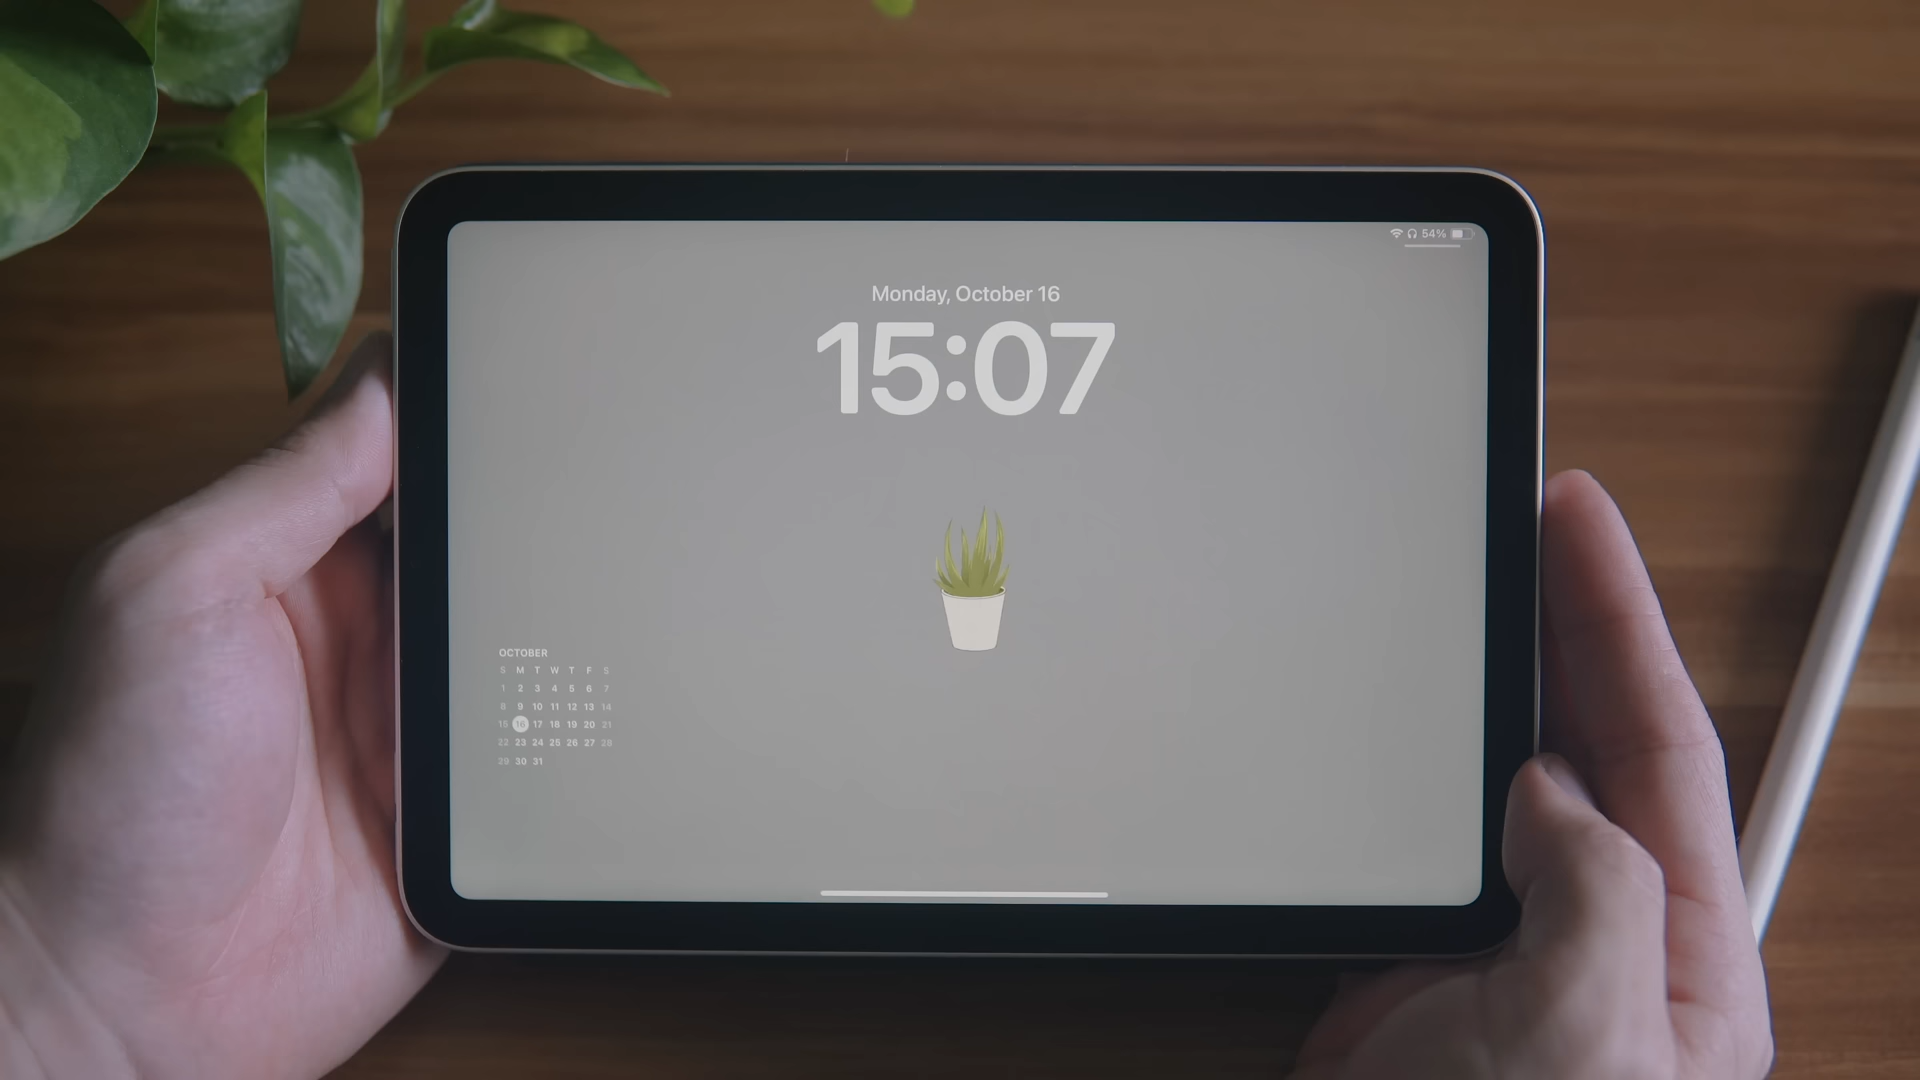 54%
Monday, October 16
15:07
OCTOBER
S M T W T F S
1 2 3 4 5 6 7
8 9 10 11 12 13 14
15 16 17 18 19 20 21
22 23 24 25 26 27 28
29 30 31